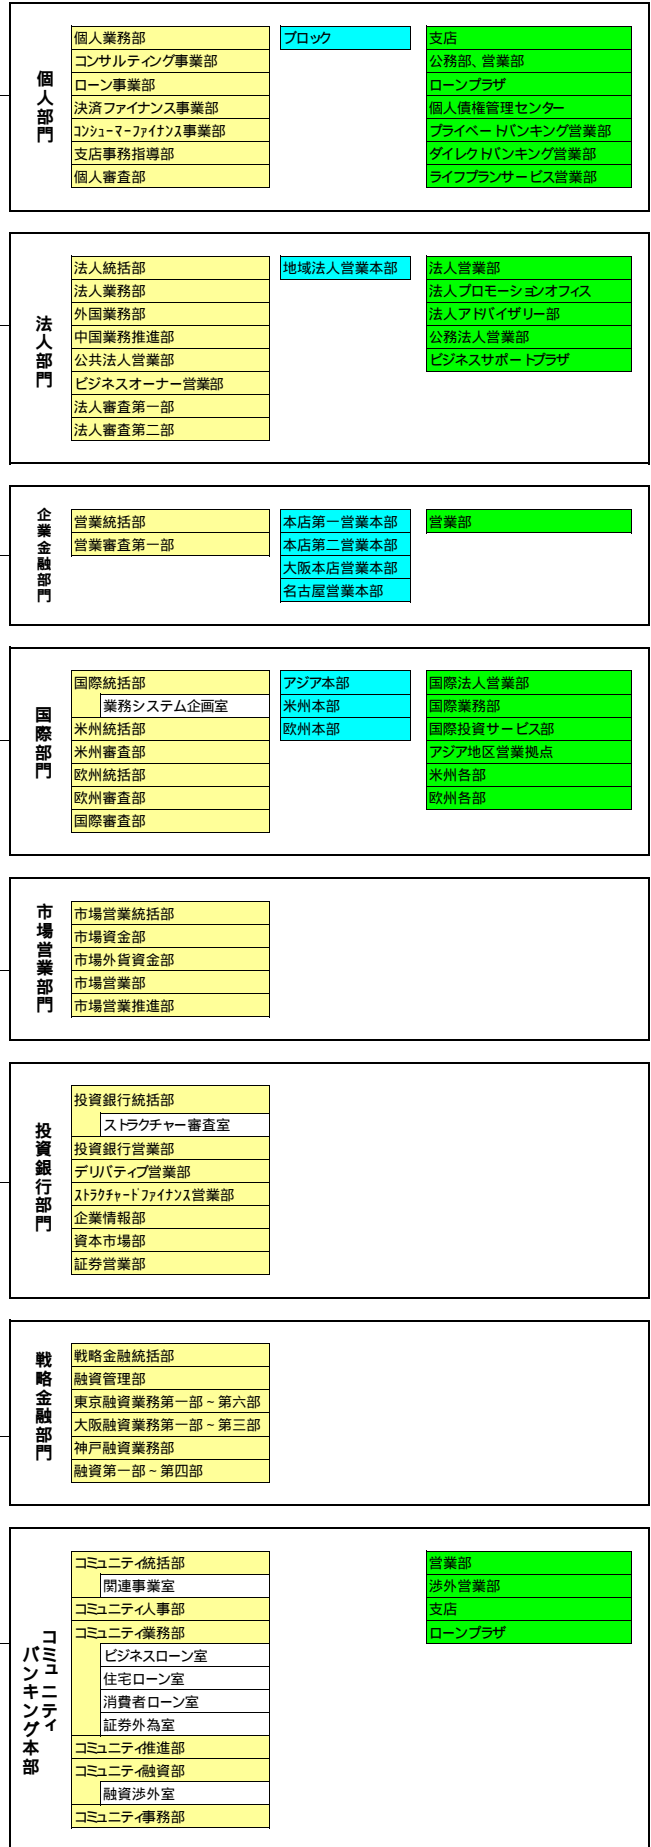 個人部門
個人業務部
コンサルティング事業部
ローン事業部
決済ファイナンス事業部
ｺﾝｼｭｰﾏｰﾌｧｲﾅﾝｽ事業部
支店事務指導部
個人審査部
ブロック
支店
公務部、営業部
ローンプラザ
個人債権管理センター
プライベートバンキング営業部
ダイレクトバンキング営業部
ライフプランサービス営業部
法人部門
法人統括部
法人業務部
外国業務部
中国業務推進部
公共法人営業部
ビジネスオーナー営業部
法人審査第一部
法人審査第二部
地域法人営業本部
法人営業部
法人プロモーションオフィス
法人アドバイザリー部
公務法人営業部
ビジネスサポートプラザ
企業金融部門
営業統括部
営業審査第一部
本店第一営業本部
本店第二営業本部
大阪本店営業本部
名古屋営業本部
営業部
国際部門
国際統括部
業務システム企画室
米州統括部
米州審査部
欧州統括部
欧州審査部
国際審査部
アジア本部
米州本部
欧州本部
国際法人営業部
国際業務部
国際投資サービス部
アジア地区営業拠点
米州各部
欧州各部
市場営業部門
市場営業統括部
市場資金部
市場外貨資金部
市場営業部
市場営業推進部
投資銀行部門
投資銀行統括部
ストラクチャー審査室
投資銀行営業部
デリバティブ営業部
ｽﾄﾗｸﾁｬｰﾄﾞﾌｧｲﾅﾝｽ営業部
企業情報部
資本市場部
証券営業部
戦略金融部門
戦略金融統括部
融資管理部
東京融資業務第一部～第六部
大阪融資業務第一部～第三部
神戸融資業務部
融資第一部～第四部
コミュニティ
バンキング本部
コミュニティ統括部
関連事業室
コミュニティ人事部
コミュニティ業務部
ビジネスローン室
住宅ローン室
消費者ローン室
証券外為室
コミュニティ推進部
コミュニティ融資部
融資渉外室
コミュニティ事務部
営業部
渉外営業部
支店
ローンプラザ